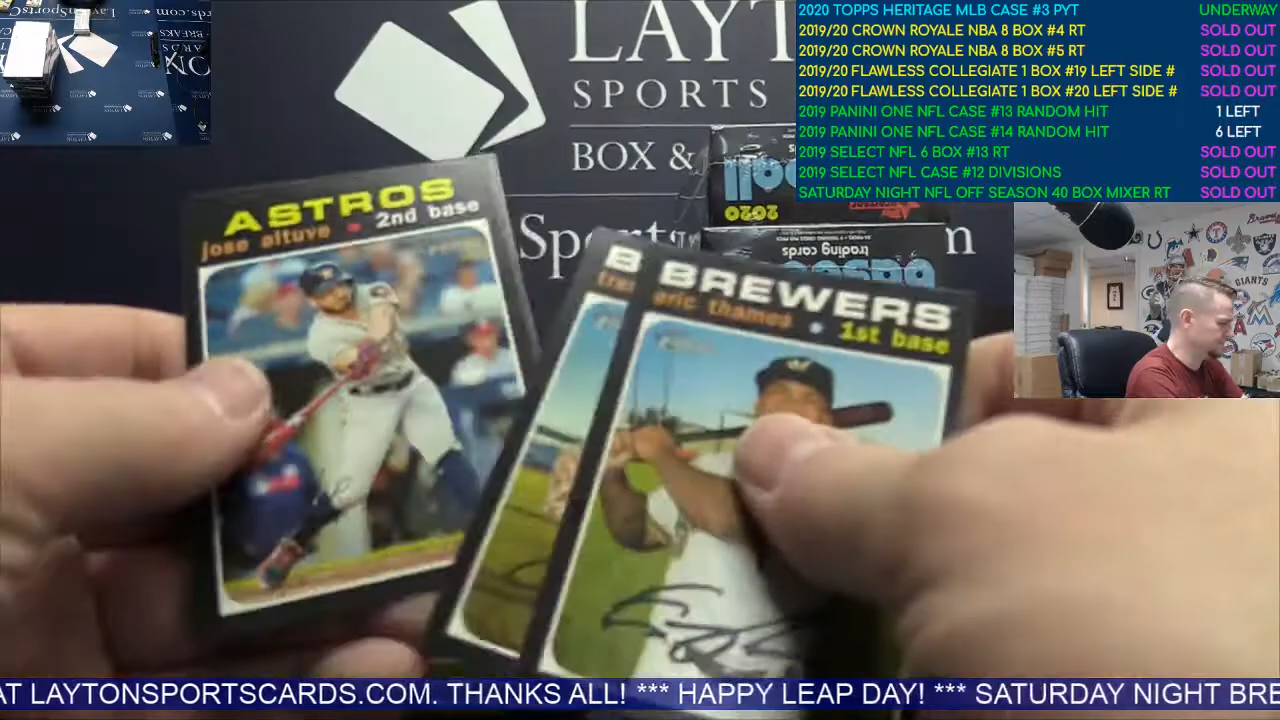 2020 TOPPS HERITAGE MLB CASE #3 PYT UNDERWAY
2019/20 CROWN ROYALE NBA 8 BOX #4 RT SOLD OUT
2019/20 CROWN ROYALE NBA 8 BOX #5 RT SOLD OUT
2019/20 FLAWLESS COLLEGIATE 1 BOX #19 LEFT SIDE # SOLD OUT
2019/20 FLAWLESS COLLEGIATE 1 BOX #20 LEFT SIDE # SOLD OUT
2019 PANINI ONE NFL CASE #13 RANDOM HIT 1 LEFT
2019 PANINI ONE NFL CASE #14 RANDOM HIT 6 LEFT
2019 SELECT NFL 6 BOX #13 RT SOLD OUT
2019 SELECT NFL CASE #12 DIVISIONS SOLD OUT
SATURDAY NIGHT NFL OFF SEASON 40 BOX MIXER RT SOLD OUT
LAYT
SPORTS
BOX &
2020
trading cards
ASTROS
jose altuve 2nd base
BREWERS
eric thames 1st base
GIANTS
AT LAYTONSPORTSCARDS.COM. THANKS ALL! *** HAPPY LEAP DAY! *** SATURDAY NIGHT BRE